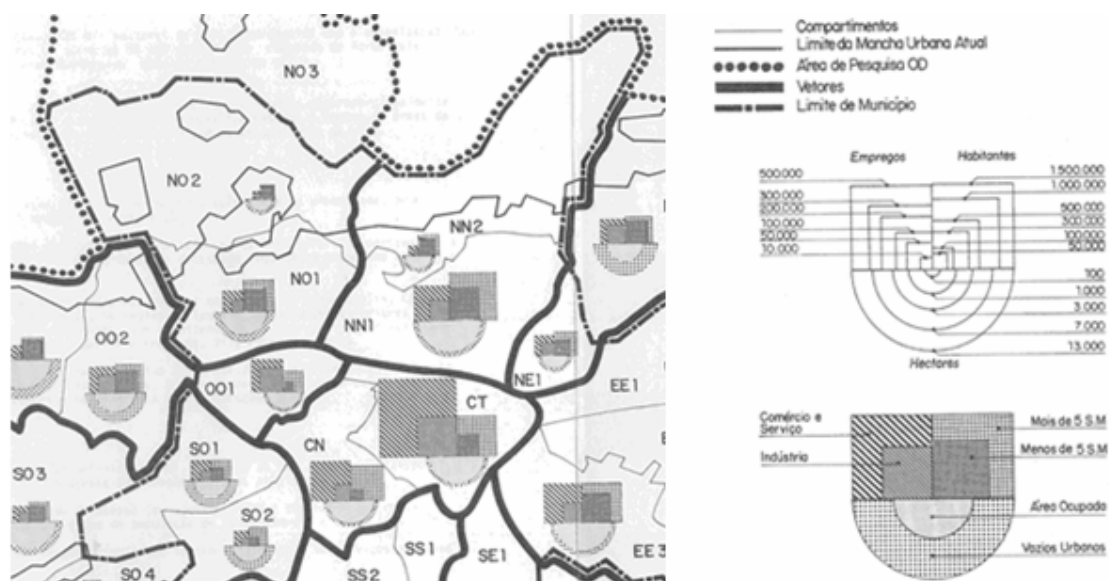 NO3
NO2
NN2
NO1
NN1
OO2
OO1
NE1
EE1
CT
CN
SO1
SO3
SO2
SS1
SE1
EE3
SO4
SS2
Compartimentos
Limite da Mancha Urbana Atual
Área de Pesquisa OD
Vetores
Limite de Município
Empregos
Habitantes
500.000
300.000
200.000
100.000
50.000
10.000
1.500.000
1.000.000
500.000
300.000
100.000
50.000
100
1.000
3.000
7.000
13.000
Hectares
Comércio e
Serviço
Indústria
Mais de 5 S.M
Menos de 5 S.M
Área Ocupada
Vazios Urbanos